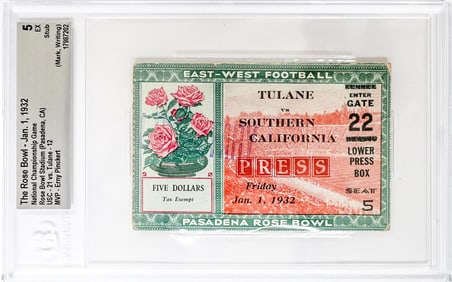 5
EX
Stub
(Mark, Writing)
17987202
The Rose Bowl - Jan. 1, 1932
National Championship Game
Rose Bowl Stadium (Pasadena, CA)
USC - 21 vs. Tulane - 12
MVP - Erny Pinckert
EAST-WEST FOOTBALL
TULANE
VS
SOUTHERN
CALIFORNIA
PRESS
Friday
Jan. 1, 1932
FIVE DOLLARS
Tax Exempt
ENTER
GATE
22
LOWER
PRESS
BOX
SEAT
5
PASADENA ROSE BOWL